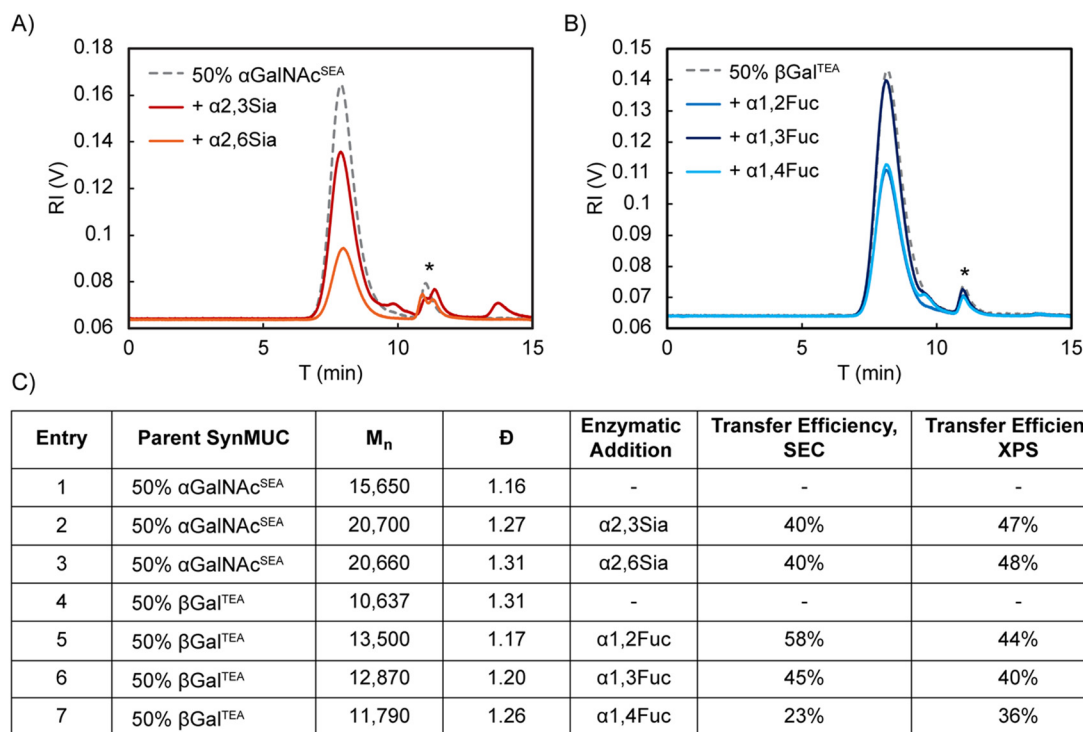 A)
B)
0.18
0.16
0.14
0.12
0.1
0.08
0.06
RI (V)
50% αGalNAc^SEA
+ α2,3Sia
+ α2,6Sia
*
0
5
10
15
T (min)
0.15
0.14
0.13
0.12
0.11
0.1
0.09
0.08
0.07
0.06
RI (V)
50% βGal^TEA
+ α1,2Fuc
+ α1,3Fuc
+ α1,4Fuc
*
0
5
10
15
T (min)
C)
Entry Parent SynMUC Mn Đ Enzymatic Addition Transfer Efficiency, SEC Transfer Efficien XPS
1 50% αGalNAc^SEA 15,650 1.16 - - -
2 50% αGalNAc^SEA 20,700 1.27 α2,3Sia 40% 47%
3 50% αGalNAc^SEA 20,660 1.31 α2,6Sia 40% 48%
4 50% βGal^TEA 10,637 1.31 - - -
5 50% βGal^TEA 13,500 1.17 α1,2Fuc 58% 44%
6 50% βGal^TEA 12,870 1.20 α1,3Fuc 45% 40%
7 50% βGal^TEA 11,790 1.26 α1,4Fuc 23% 36%